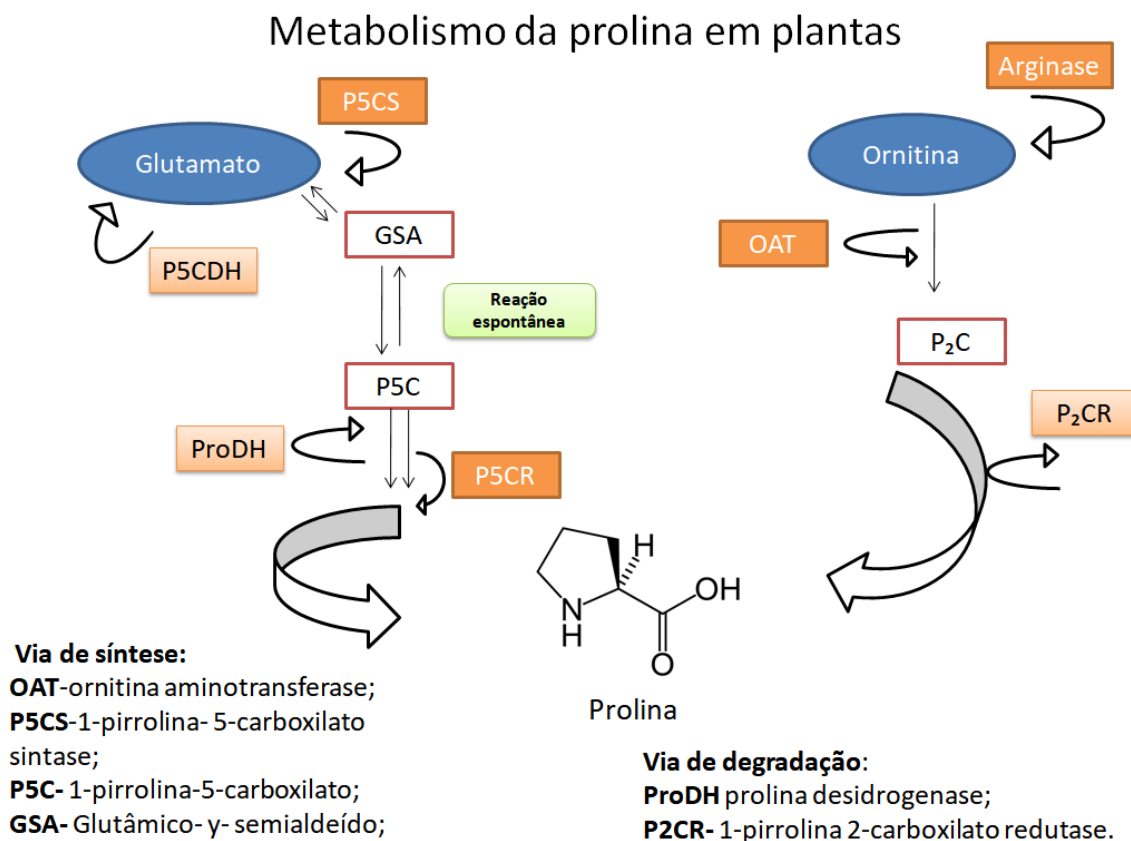 Metabolismo da prolina em plantas
P5CS
Arginase
Glutamato
Ornitina
GSA
OAT
P5CDH
Reação
espontânea
P₂C
P5C
P₂CR
ProDH
P5CR
H
N
H
OH
O
Prolina
Via de síntese:
OAT-ornitina aminotransferase;
P5CS-1-pirrolina- 5-carboxilato
sintase;
P5C- 1-pirrolina-5-carboxilato;
GSA- Glutâmico- y- semialdeído;
Via de degradação:
ProDH prolina desidrogenase;
P2CR- 1-pirrolina 2-carboxilato redutase.